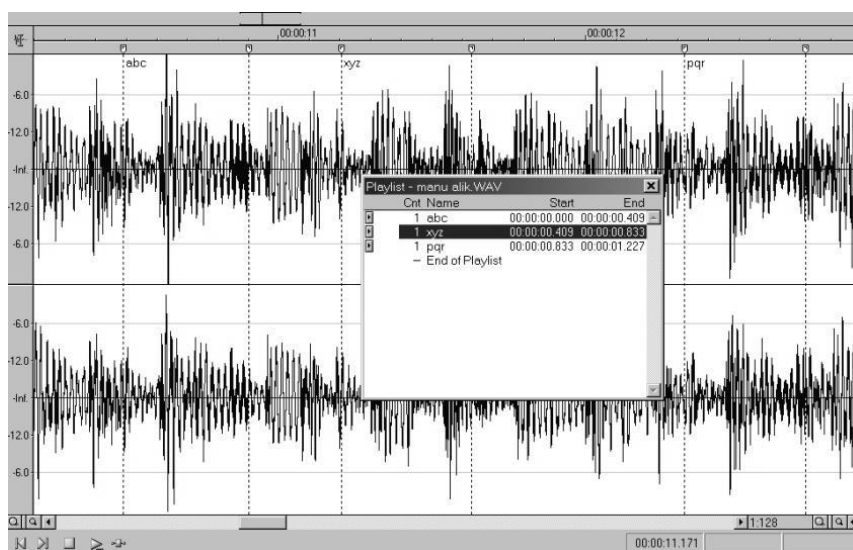 00:00:11 00:00:12
abc xyz pqr
-6.0
-12.0
-Inf.
-12.0
-6.0
Playlist - manu alik.WAV
Cnt Name Start End
1 abc 00:00:00.000 00:00:00.409
1 xyz 00:00:00.409 00:00:00.833
1 pqr 00:00:00.833 00:00:01.227
– End of Playlist
-6.0
-12.0
-Inf.
-12.0
-6.0
1:128
00:00:11.171